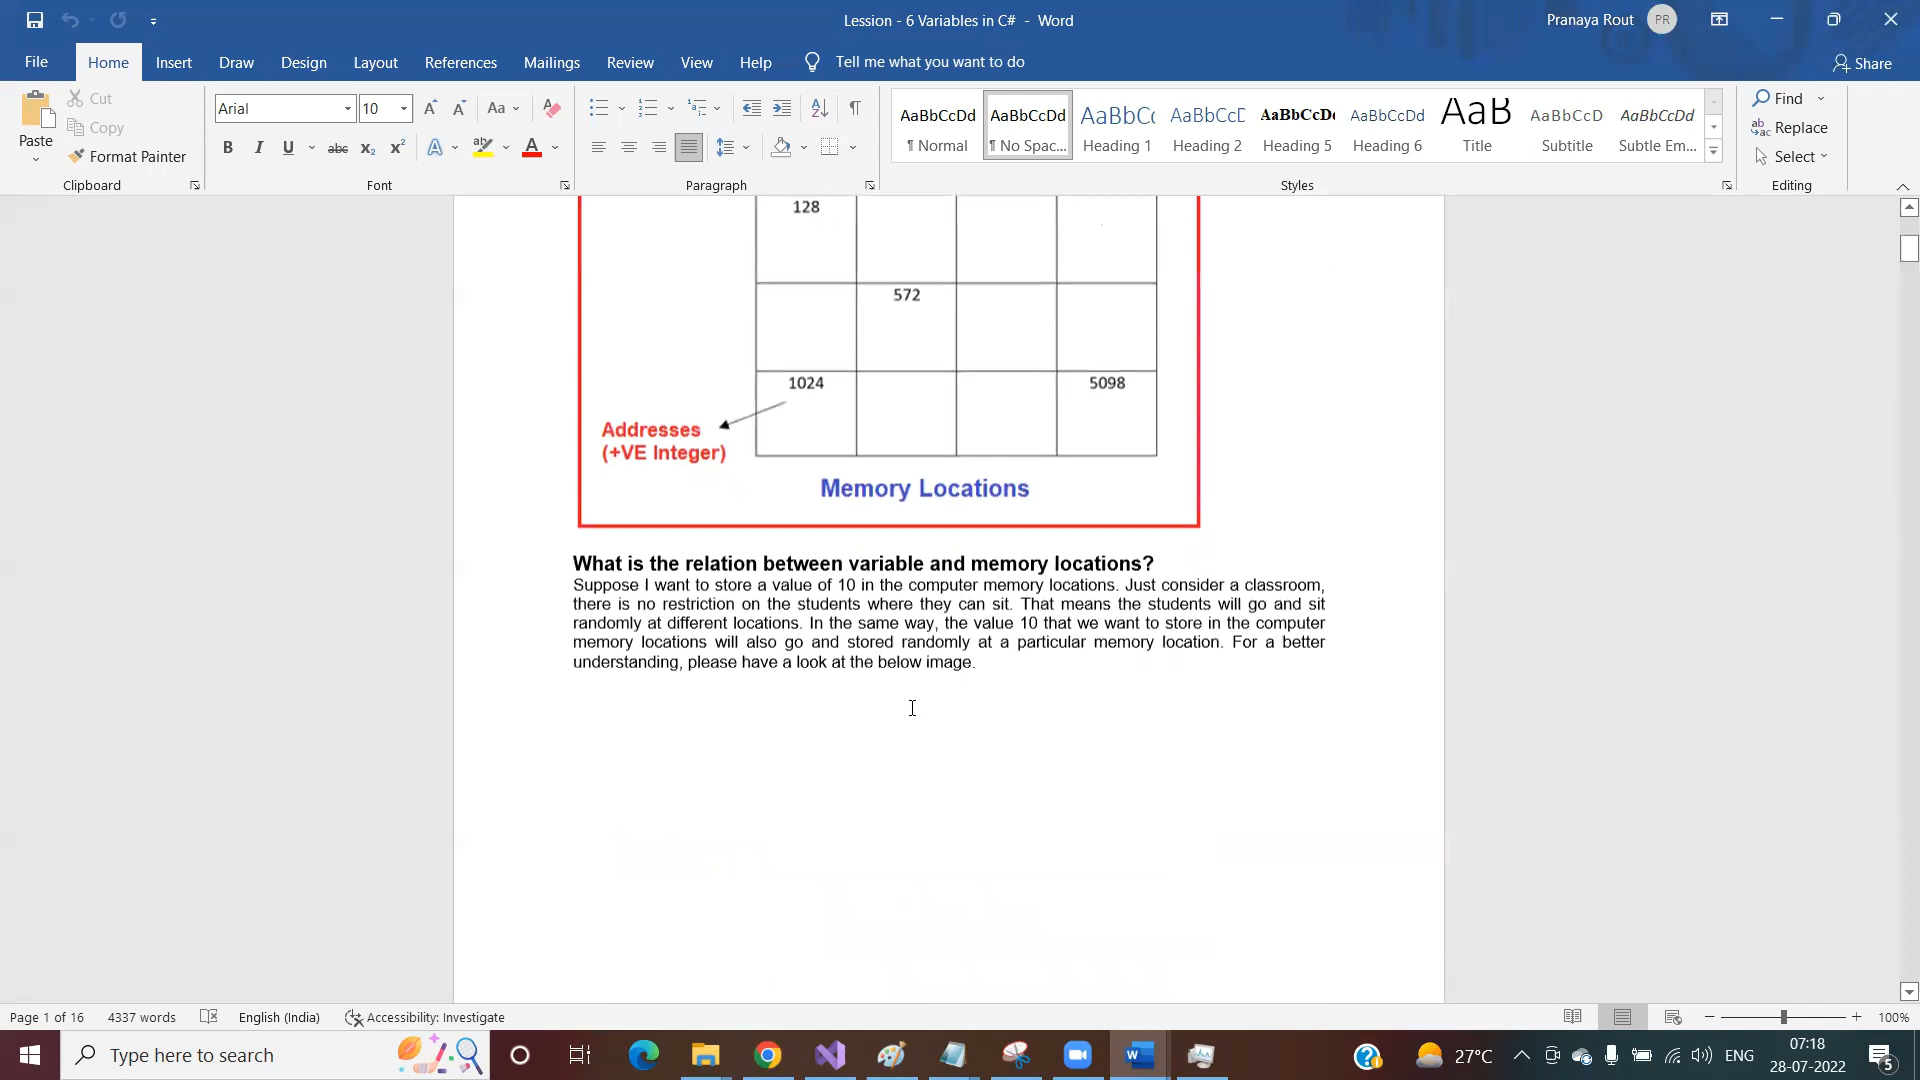 Lession - 6 Variables in C# - Word
Pranaya Rout
PR
File
Home
Insert
Draw
Design
Layout
References
Mailings
Review
View
Help
Tell me what you want to do
Share
Paste
Cut
Copy
Format Painter
Clipboard
Arial
10
Font
Paragraph
AaBbCcDd
¶ Normal
AaBbCcDd
¶ No Spac...
AaBbCc
Heading 1
AaBbCcD
Heading 2
AaBbCcDd
Heading 5
AaBbCcDd
Heading 6
AaB
Title
AaBbCcD
Subtitle
AaBbCcDd
Subtle Em...
Styles
Find
Replace
Select
Editing
128
572
1024
5098
Addresses
(+VE Integer)
Memory Locations
What is the relation between variable and memory locations?
Suppose I want to store a value of 10 in the computer memory locations. Just consider a classroom,
there is no restriction on the students where they can sit. That means the students will go and sit
randomly at different locations. In the same way, the value 10 that we want to store in the computer
memory locations will also go and stored randomly at a particular memory location. For a better
understanding, please have a look at the below image.
Page 1 of 16
4337 words
English (India)
Accessibility: Investigate
100%
Type here to search
27°C
ENG
07:18
28-07-2022
5